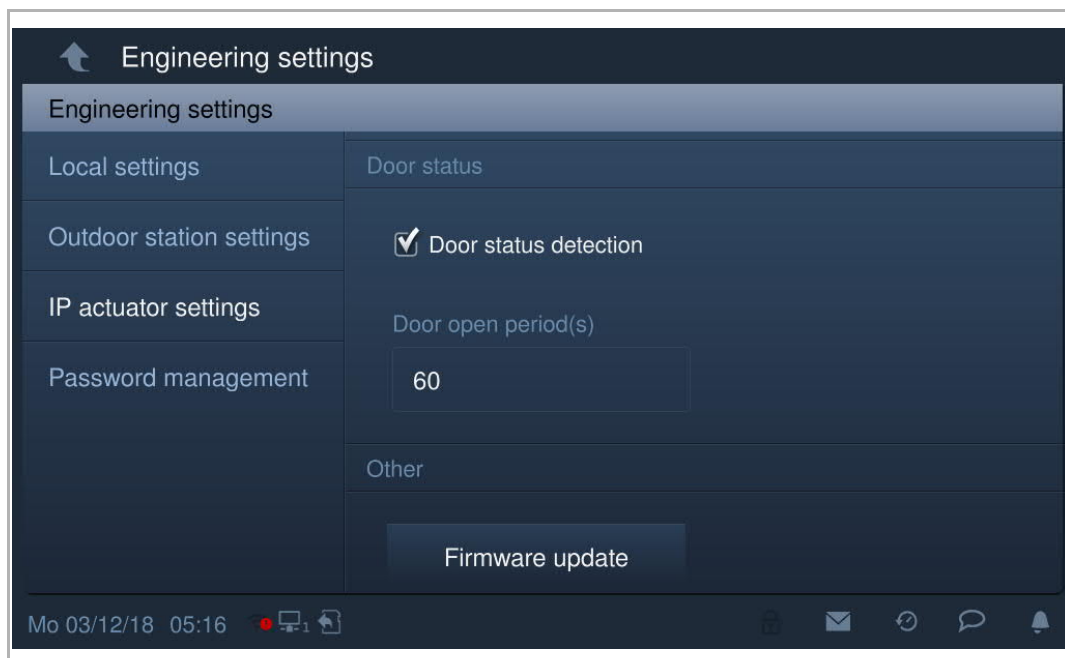 Engineering settings
Engineering settings
Local settings
Door status
Outdoor station settings
Door status detection
IP actuator settings
Door open period(s)
Password management
60
Other
Firmware update
Mo 03/12/18 05:16 1